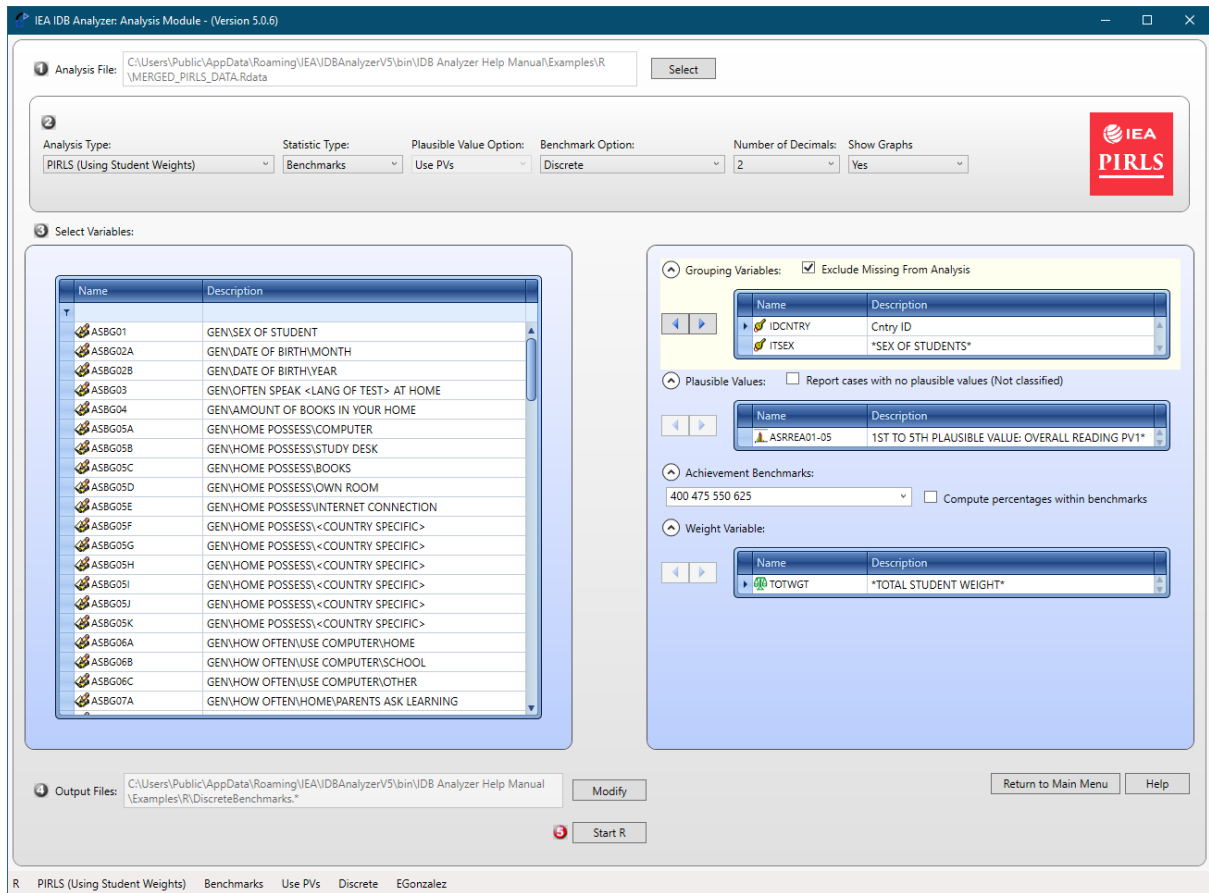 IEA IDB Analyzer: Analysis Module - (Version 5.0.6)
1 Analysis File: C:\Users\Public\AppData\Roaming\IEA\IDBAnalyzerV5\bin\IDB Analyzer Help Manual\Examples\R
\MERGED_PIRLS_DATA.Rdata
Select
2
Analysis Type: Statistic Type: Plausible Value Option: Benchmark Option: Number of Decimals: Show Graphs
PIRLS (Using Student Weights) Benchmarks Use PVs Discrete 2 Yes
IEA
PIRLS
3 Select Variables:
Name Description
ASBG01 GEN\SEX OF STUDENT
ASBG02A GEN\DATE OF BIRTH\MONTH
ASBG02B GEN\DATE OF BIRTH\YEAR
ASBG03 GEN\OFTEN SPEAK <LANG OF TEST> AT HOME
ASBG04 GEN\AMOUNT OF BOOKS IN YOUR HOME
ASBG05A GEN\HOME POSSESS\COMPUTER
ASBG05B GEN\HOME POSSESS\STUDY DESK
ASBG05C GEN\HOME POSSESS\BOOKS
ASBG05D GEN\HOME POSSESS\OWN ROOM
ASBG05E GEN\HOME POSSESS\INTERNET CONNECTION
ASBG05F GEN\HOME POSSESS\<COUNTRY SPECIFIC>
ASBG05G GEN\HOME POSSESS\<COUNTRY SPECIFIC>
ASBG05H GEN\HOME POSSESS\<COUNTRY SPECIFIC>
ASBG05I GEN\HOME POSSESS\<COUNTRY SPECIFIC>
ASBG05J GEN\HOME POSSESS\<COUNTRY SPECIFIC>
ASBG05K GEN\HOME POSSESS\<COUNTRY SPECIFIC>
ASBG06A GEN\HOW OFTEN\USE COMPUTER\HOME
ASBG06B GEN\HOW OFTEN\USE COMPUTER\SCHOOL
ASBG06C GEN\HOW OFTEN\USE COMPUTER\OTHER
ASBG07A GEN\HOW OFTEN\HOME\PARENTS ASK LEARNING
Grouping Variables: Exclude Missing From Analysis
Name Description
IDCNTRY Cntry ID
ITSEX *SEX OF STUDENTS*
Plausible Values: Report cases with no plausible values (Not classified)
Name Description
ASRREA01-05 1ST TO 5TH PLAUSIBLE VALUE: OVERALL READING PV1*
Achievement Benchmarks:
400 475 550 625 Compute percentages within benchmarks
Weight Variable:
Name Description
TOTWGT *TOTAL STUDENT WEIGHT*
4 Output Files: C:\Users\Public\AppData\Roaming\IEA\IDBAnalyzerV5\bin\IDB Analyzer Help Manual
\Examples\R\DiscreteBenchmarks.*
Modify
Return to Main Menu Help
5 Start R
R PIRLS (Using Student Weights) Benchmarks Use PVs Discrete EGonzalez